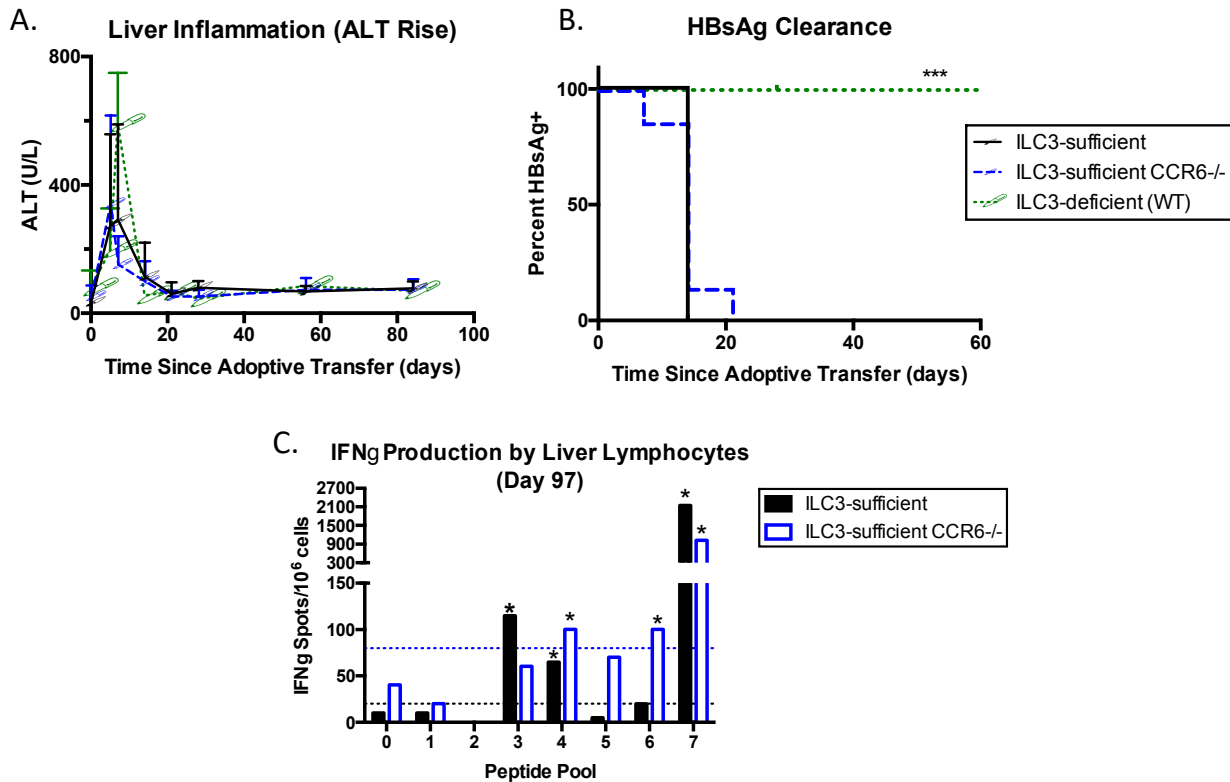 A.
Liver Inflammation (ALT Rise)
800
400
0
ALT (U/L)
0 20 40 60 80 100
Time Since Adoptive Transfer (days)
B.
HBsAg Clearance
***
100
50
0
Percent HBsAg+
0 20 40 60
Time Since Adoptive Transfer (days)
ILC3-sufficient
ILC3-sufficient CCR6-/-
ILC3-deficient (WT)
C.
IFNg Production by Liver Lymphocytes
(Day 97)
2700
2100
1500
900
300
150
100
50
0
IFNg Spots/10⁶ cells
* * * * * *
0 1 2 3 4 5 6 7
Peptide Pool
ILC3-sufficient
ILC3-sufficient CCR6-/-